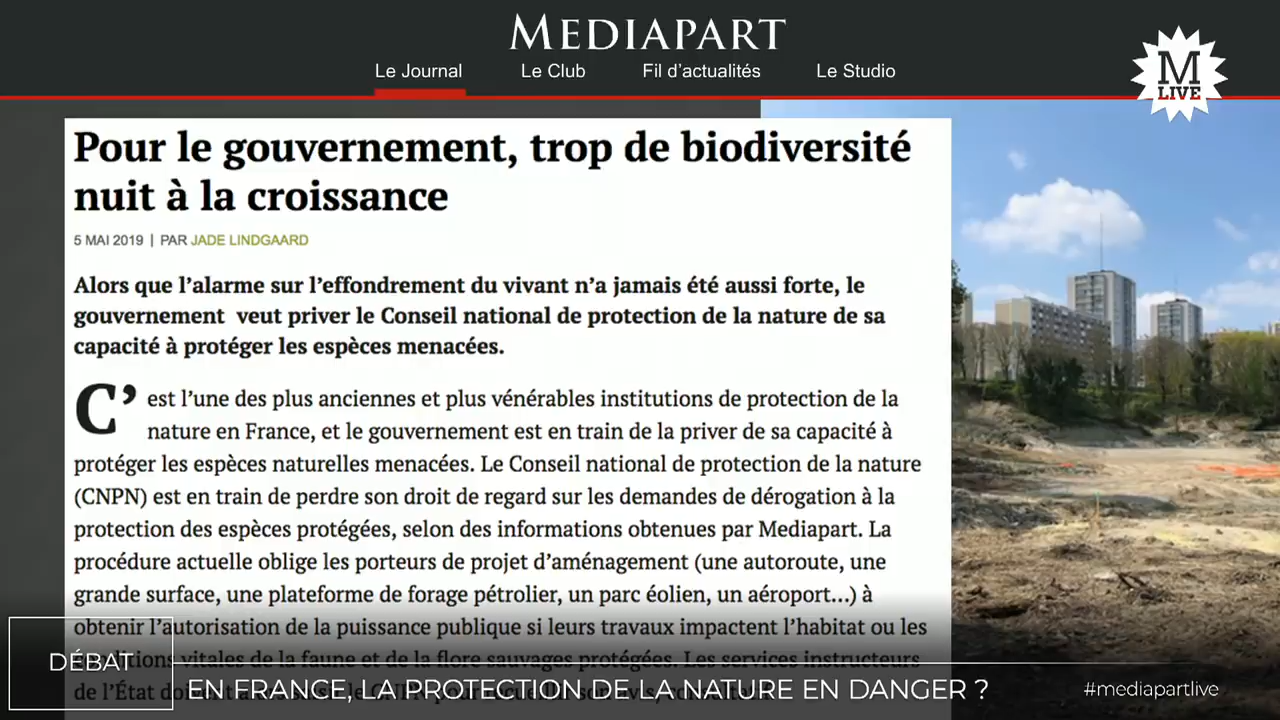 MEDIAPART
Le Journal Le Club Fil d'actualités Le Studio
M
LIVE
Pour le gouvernement, trop de biodiversité
nuit à la croissance
5 MAI 2019 | PAR JADE LINDGAARD
Alors que l'alarme sur l'effondrement du vivant n'a jamais été aussi forte, le
gouvernement veut priver le Conseil national de protection de la nature de sa
capacité à protéger les espèces menacées.
C'est l'une des plus anciennes et plus vénérables institutions de protection de la
nature en France, et le gouvernement est en train de la priver de sa capacité à
protéger les espèces naturelles menacées. Le Conseil national de protection de la nature
(CNPN) est en train de perdre son droit de regard sur les demandes de dérogation à la
protection des espèces protégées, selon des informations obtenues par Mediapart. La
procédure actuelle oblige les porteurs de projet d'aménagement (une autoroute, une
grande surface, une plateforme de forage pétrolier, un parc éolien, un aéroport...) à
obtenir l'autorisation de la puissance publique si leurs travaux impactent l'habitat ou les
vitales de la faune et de la flore sauvages protégées. Les services instructeurs
de l'État
DÉBAT
EN FRANCE, LA PROTECTION DE LA NATURE EN DANGER ?
#mediapartlive